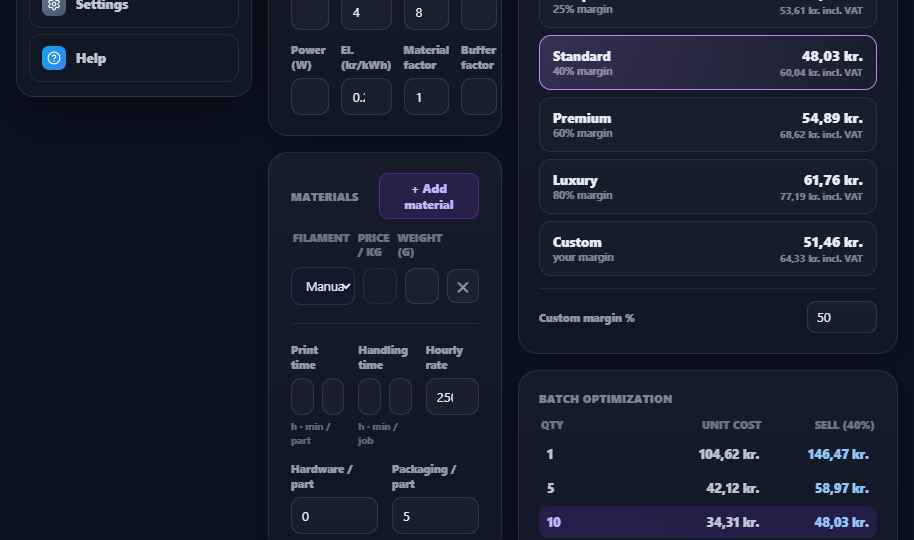 Settings
Help
4
8
Power (W)
El. (kr/kWh)
Material factor
Buffer factor
1
MATERIALS
+ Add material
FILAMENT
PRICE / KG
WEIGHT (G)
Print time
Handling time
Hourly rate
h · min / part
h · min / job
Hardware / part
Packaging / part
0
5
25% margin
53,61 kr. incl. VAT
Standard
48,03 kr.
40% margin
60,04 kr. incl. VAT
Premium
54,89 kr.
60% margin
68,62 kr. incl. VAT
Luxury
61,76 kr.
80% margin
77,19 kr. incl. VAT
Custom
51,46 kr.
your margin
64,33 kr. incl. VAT
Custom margin %
50
BATCH OPTIMIZATION
QTY
UNIT COST
SELL (40%)
1
104,62 kr.
146,47 kr.
5
42,12 kr.
58,97 kr.
10
34,31 kr.
48,03 kr.